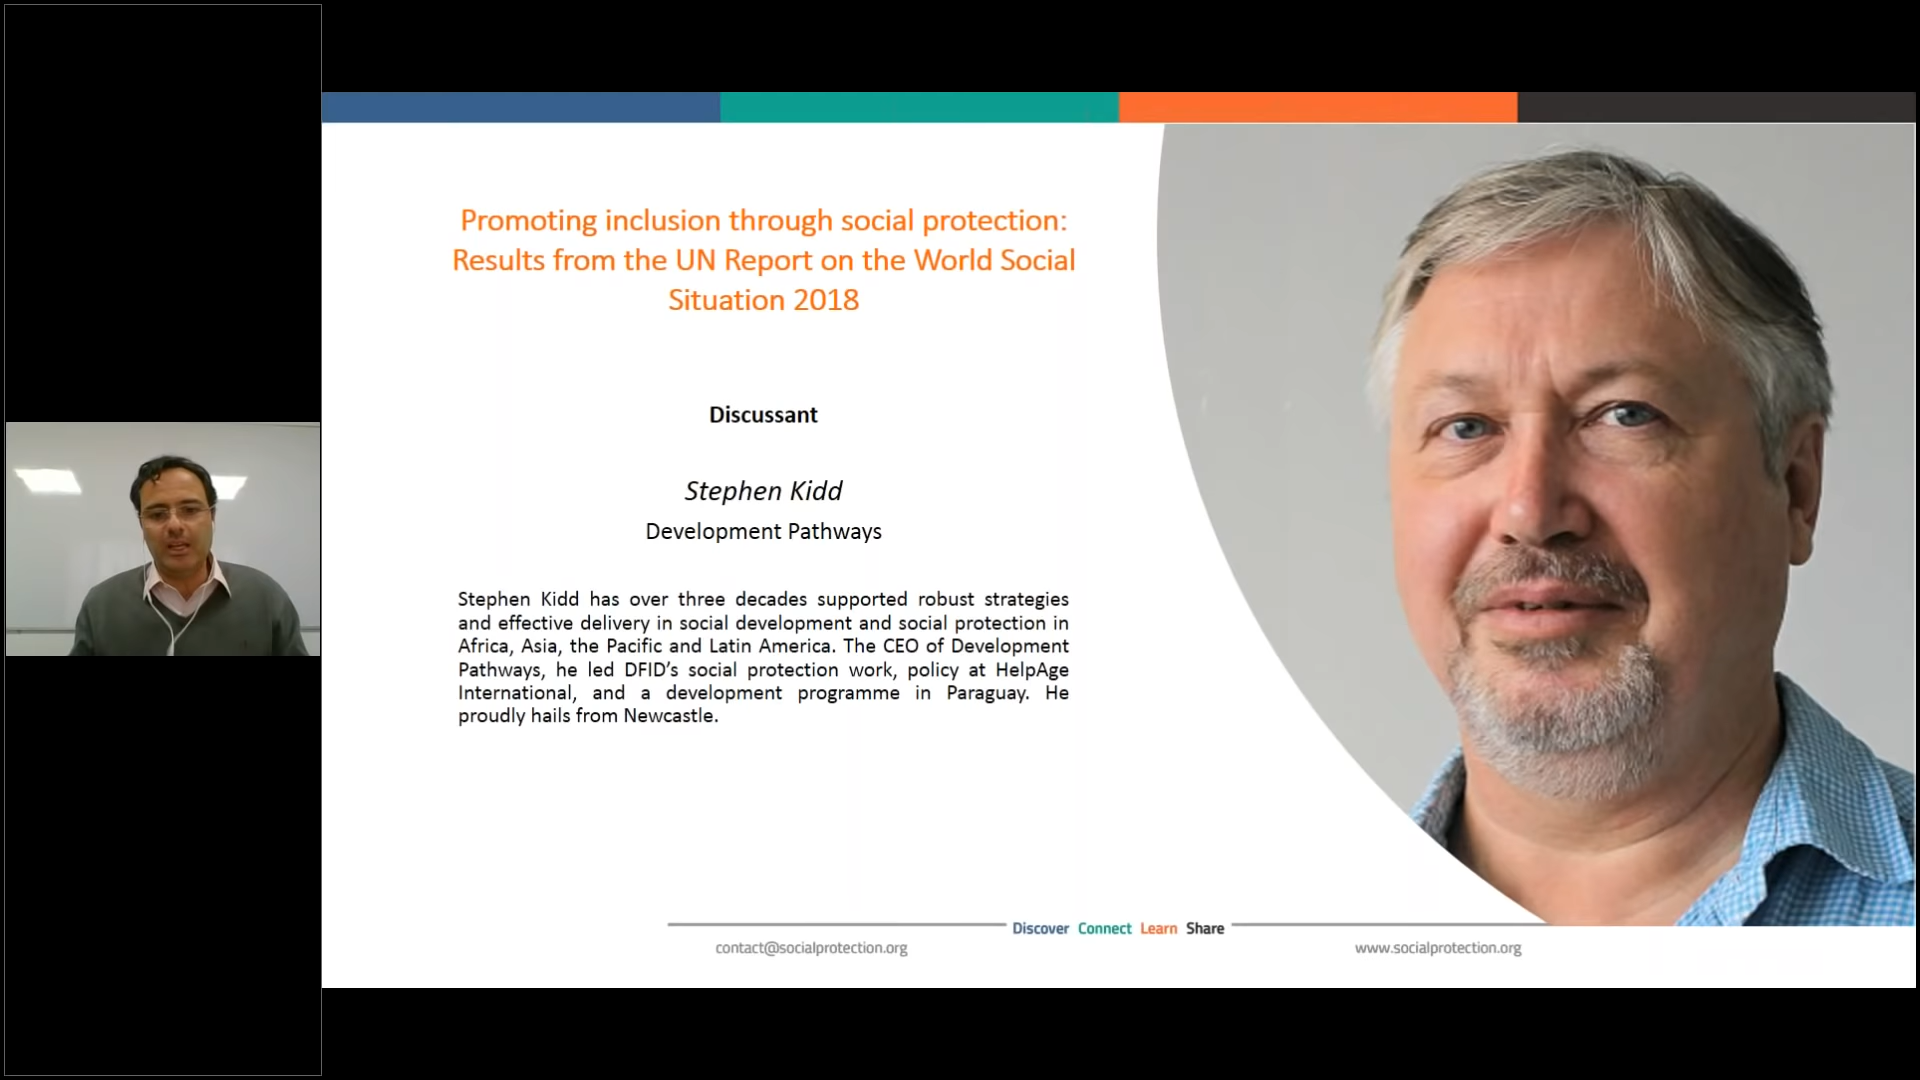 Promoting inclusion through social protection:
Results from the UN Report on the World Social
Situation 2018
Discussant
Stephen Kidd
Development Pathways
Stephen Kidd has over three decades supported robust strategies
and effective delivery in social development and social protection in
Africa, Asia, the Pacific and Latin America. The CEO of Development
Pathways, he led DFID’s social protection work, policy at HelpAge
International, and a development programme in Paraguay. He
proudly hails from Newcastle.
Discover Connect Learn Share
contact@socialprotection.org
www.socialprotection.org